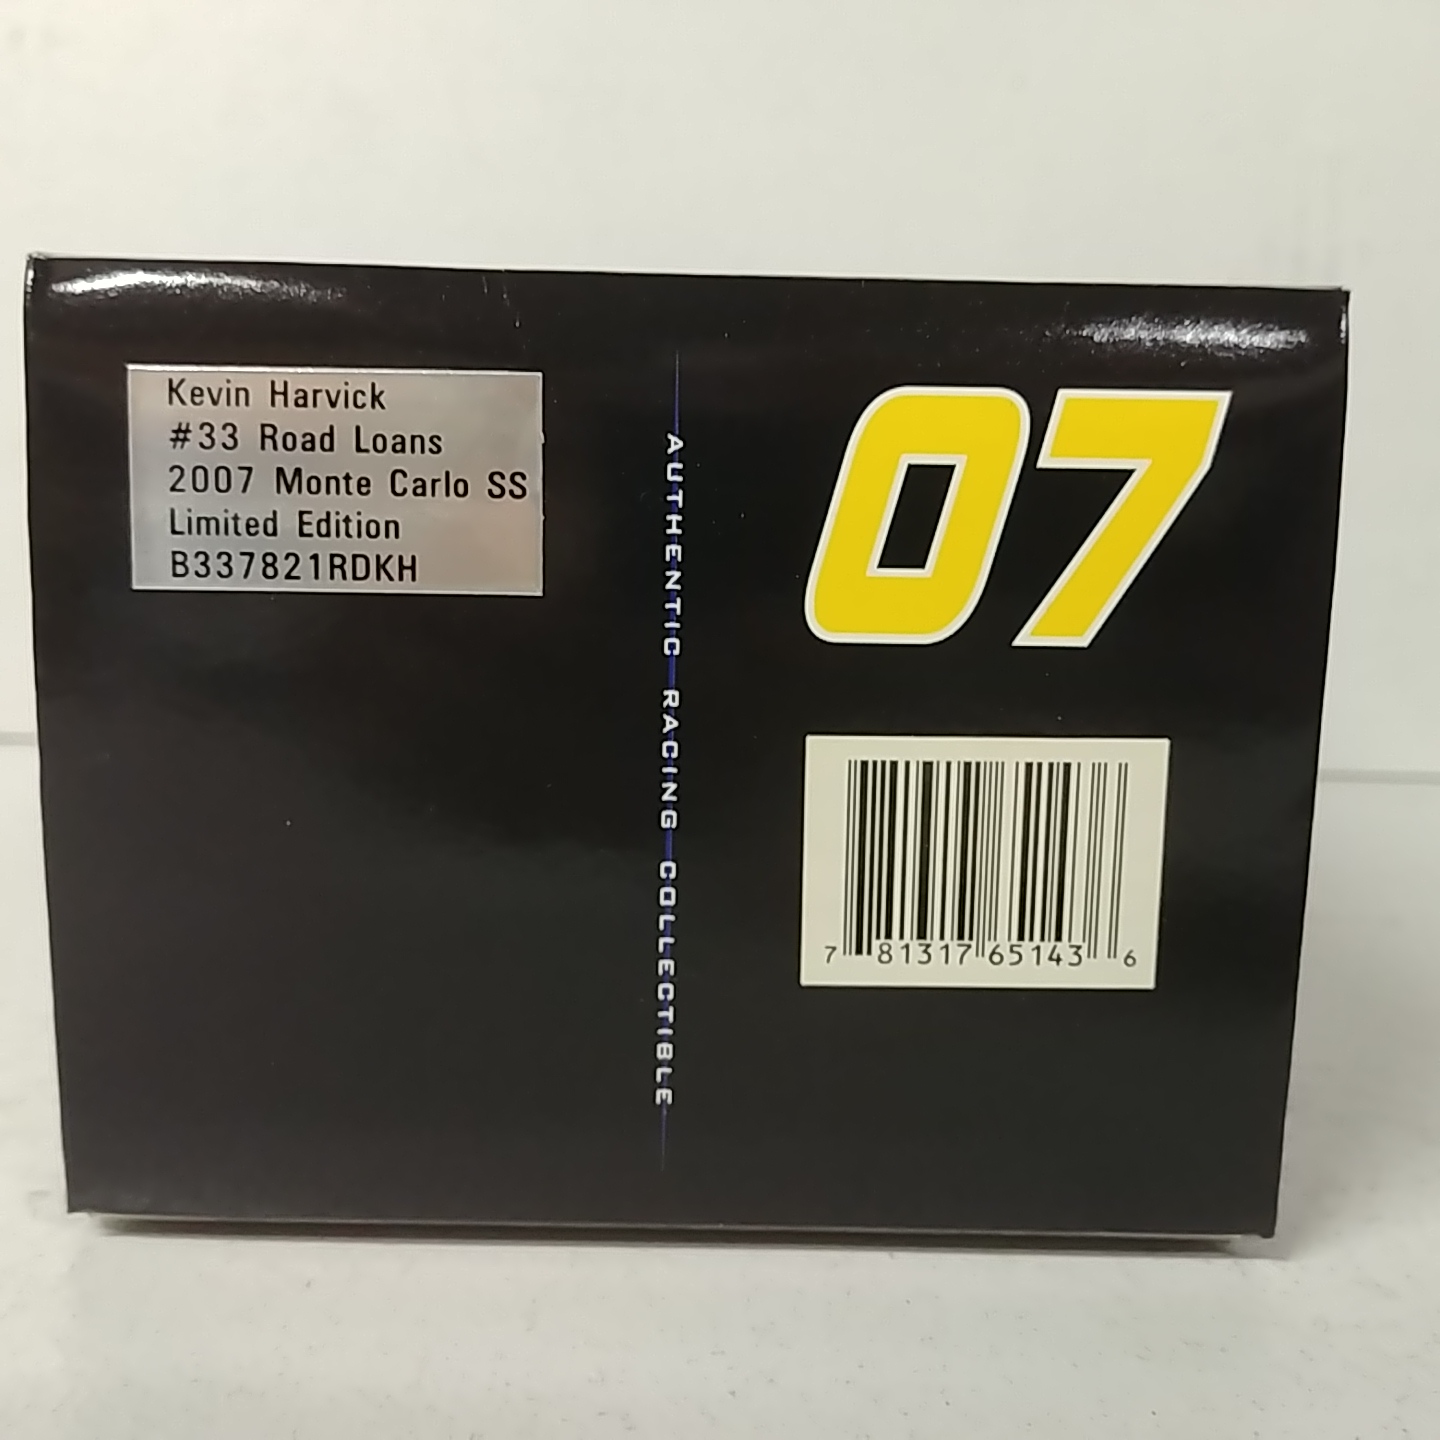 Kevin Harvick
#33 Road Loans
2007 Monte Carlo SS
Limited Edition
B337821RDKH
AUTHENTIC RACING COLLECTIBLE
07
7 81317 65143 6